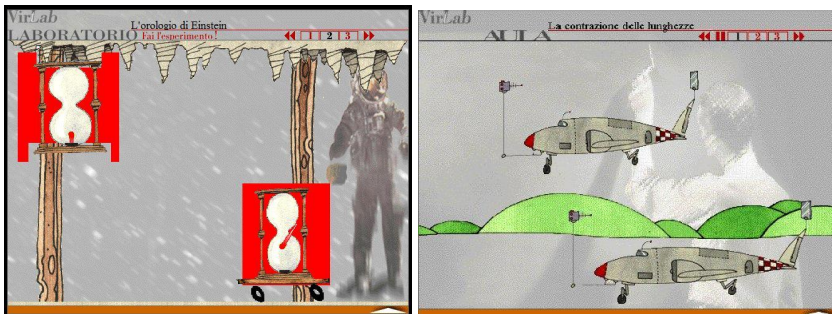 VirLab
L'orologio di Einstein
LABORATORIO Fai l'esperimento! 1 2 3
VirLab
La contrazione delle lunghezze
AULA 1 2 3